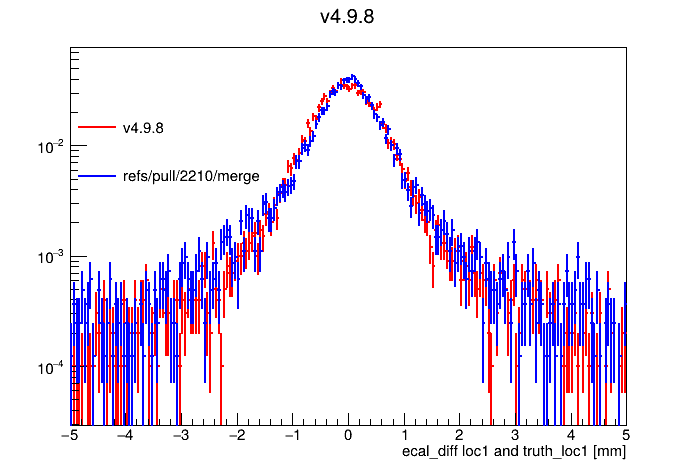 v4.9.8
10⁻²
v4.9.8
refs/pull/2210/merge
10⁻³
10⁻⁴
−5 −4 −3 −2 −1 0 1 2 3 4 5
ecal_diff loc1 and truth_loc1 [mm]